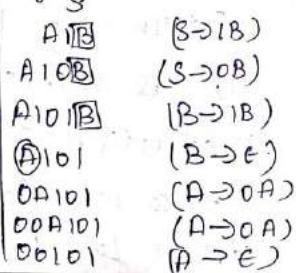 A1B (S→1B)
A10B (S→0B)
A101B (B→1B)
A101 (B→ε)
0A101 (A→0A)
00A101 (A→0A)
00101 (A→ε)